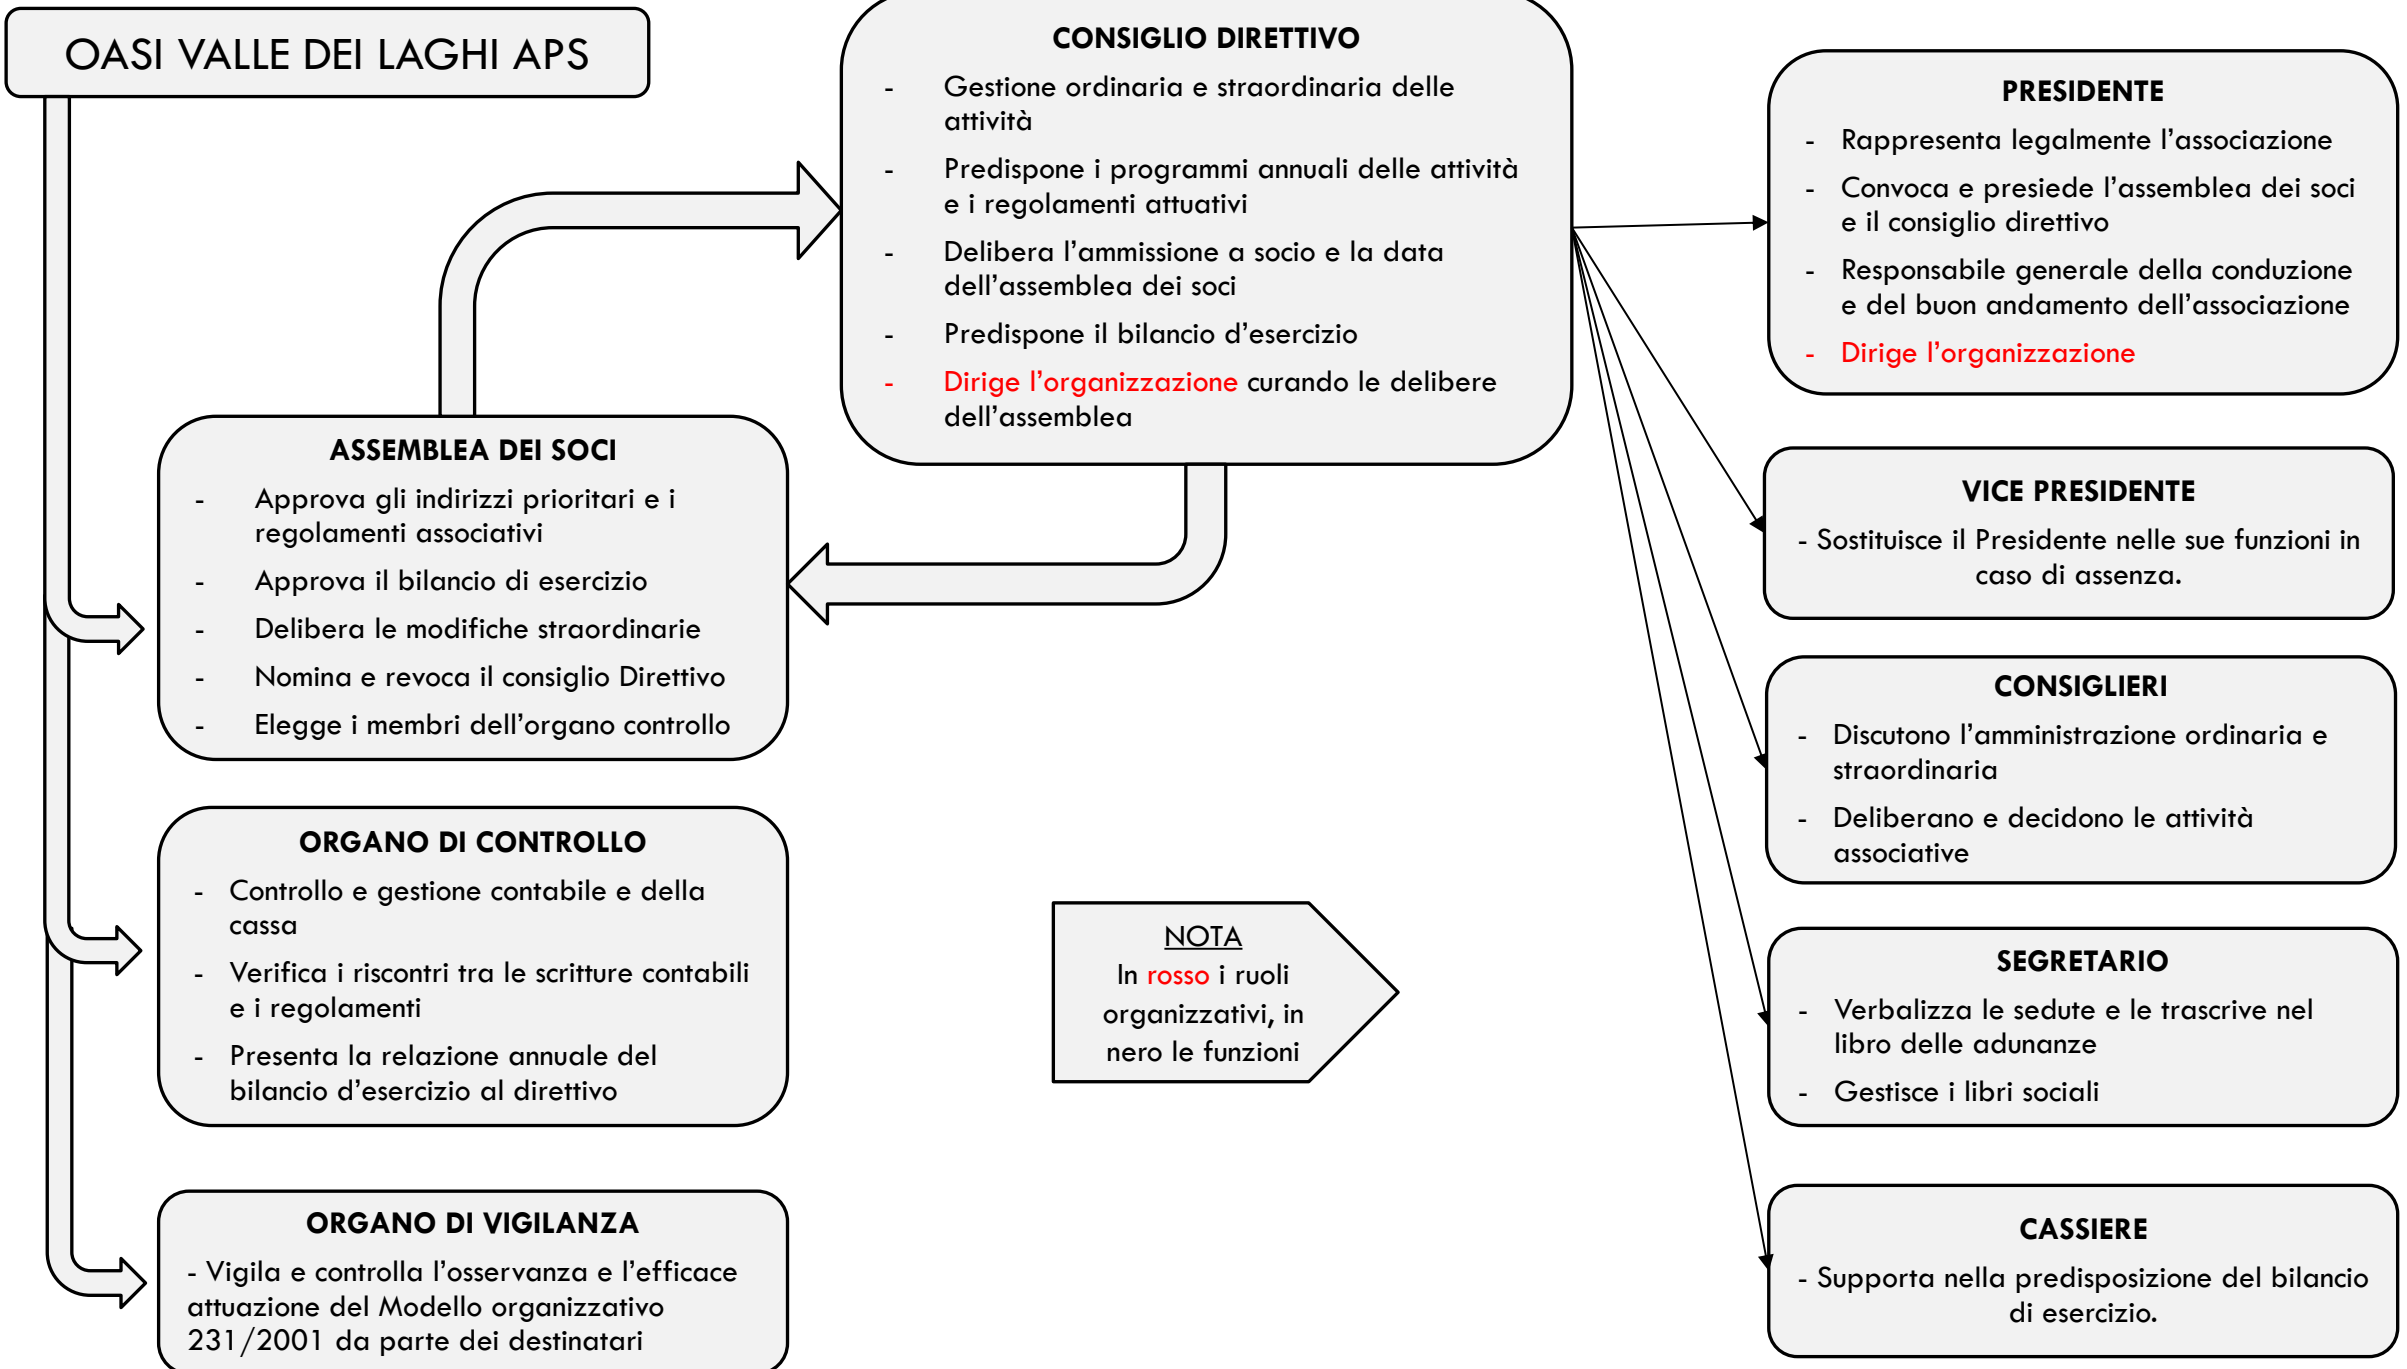 OASI VALLE DEI LAGHI APS
CONSIGLIO DIRETTIVO
- Gestione ordinaria e straordinaria delle
attività
- Predispone i programmi annuali delle attività
e i regolamenti attuativi
- Delibera l’ammissione a socio e la data
dell’assemblea dei soci
- Predispone il bilancio d’esercizio
- Dirige l’organizzazione curando le delibere
dell’assemblea
ASSEMBLEA DEI SOCI
- Approva gli indirizzi prioritari e i
regolamenti associativi
- Approva il bilancio di esercizio
- Delibera le modifiche straordinarie
- Nomina e revoca il consiglio Direttivo
- Elegge i membri dell’organo controllo
ORGANO DI CONTROLLO
- Controllo e gestione contabile e della
cassa
- Verifica i riscontri tra le scritture contabili
e i regolamenti
- Presenta la relazione annuale del
bilancio d’esercizio al direttivo
ORGANO DI VIGILANZA
- Vigila e controlla l’osservanza e l’efficace
attuazione del Modello organizzativo
231/2001 da parte dei destinatari
NOTA
In rosso i ruoli
organizzativi, in
nero le funzioni
PRESIDENTE
- Rappresenta legalmente l’associazione
- Convoca e presiede l’assemblea dei soci
e il consiglio direttivo
- Responsabile generale della conduzione
e del buon andamento dell’associazione
- Dirige l’organizzazione
VICE PRESIDENTE
- Sostituisce il Presidente nelle sue funzioni in
caso di assenza.
CONSIGLIERI
- Discutono l’amministrazione ordinaria e
straordinaria
- Deliberano e decidono le attività
associative
SEGRETARIO
- Verbalizza le sedute e le trascrive nel
libro delle adunanze
- Gestisce i libri sociali
CASSIERE
- Supporta nella predisposizione del bilancio
di esercizio.